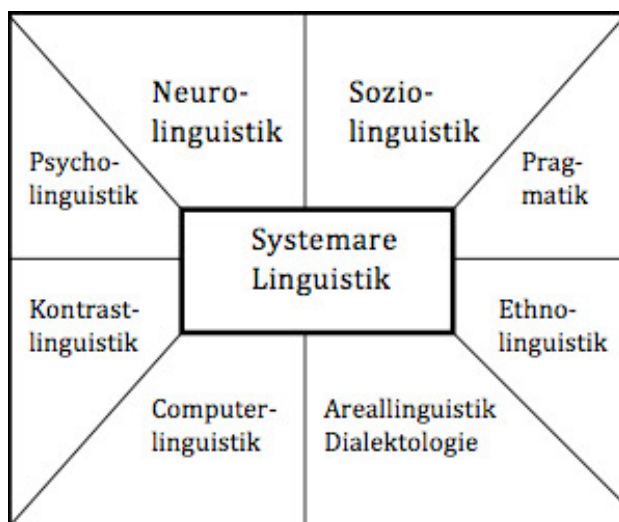 Neuro-
linguistik
Sozio-
linguistik
Psycho-
linguistik
Prag-
matik
Systemare
Linguistik
Kontrast-
linguistik
Ethno-
linguistik
Computer-
linguistik
Areallinguistik
Dialektologie